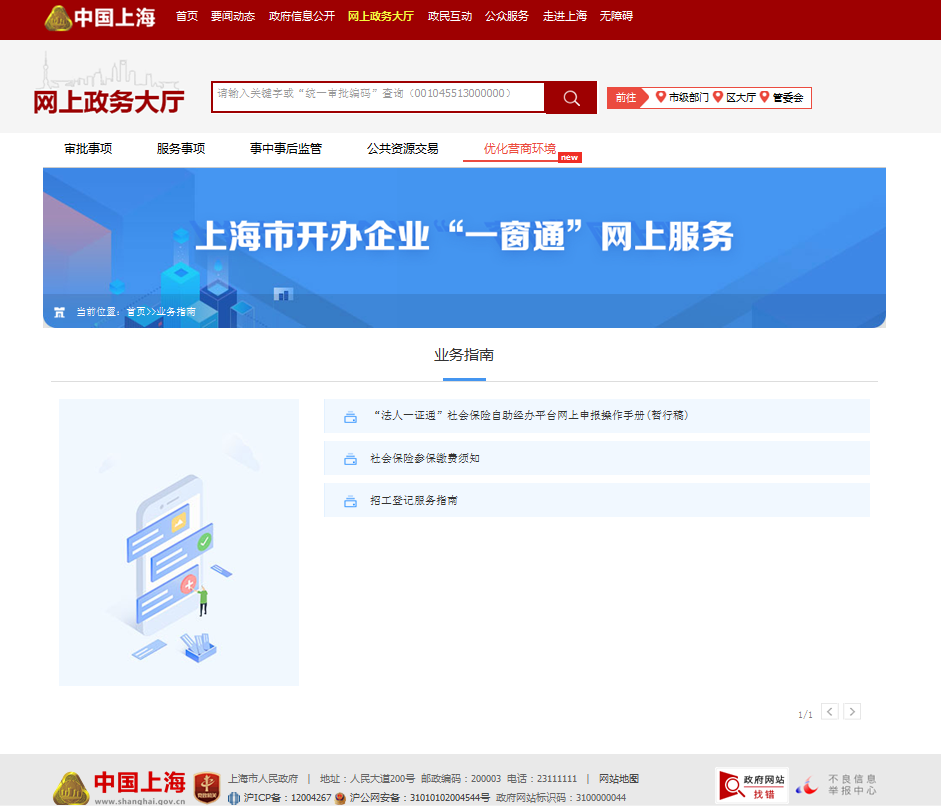 中国上海 首页 要闻动态 政府信息公开 网上政务大厅 政民互动 公众服务 走进上海 无障碍
网上政务大厅
请输入关键字或“统一审批编码”查询（001045513000000）
前往 市级部门 区大厅 管委会
审批事项 服务事项 事中事后监管 公共资源交易 优化营商环境 new
上海市开办企业“一窗通”网上服务
当前位置：首页>>业务指南
业务指南
“法人一证通”社会保险自助经办平台网上申报操作手册(暂行稿)
社会保险参保缴费须知
招工登记服务指南
1/1
中国上海
www.shanghai.gov.cn
上海市人民政府 | 地址：人民大道200号 邮政编码：200003 电话：23111111 | 网站地图
沪ICP备：12004267 沪公网安备：31010102004544号 政府网站标识码：3100000044
政府网站
找错
不良信息
举报中心